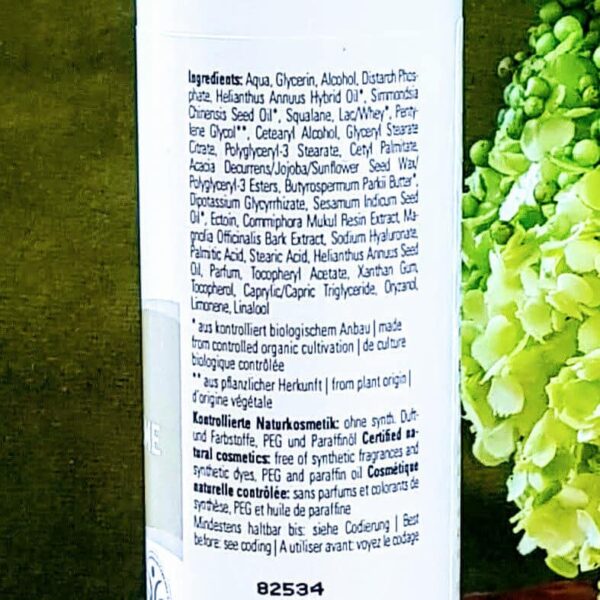 Ingredients: Aqua, Glycerin, Alcohol, Distarch Phos-
phate, Helianthus Annuus Hybrid Oil*, Simmondsia
Chinensis Seed Oil*, Squalane, Lac/Whey*, Penty-
lene Glycol**, Cetearyl Alcohol, Glyceryl Stearate
Citrate, Polyglyceryl-3 Stearate, Cetyl Palmitate,
Acacia Decurrens/Jojoba/Sunflower Seed Wax/
Polyglyceryl-3 Esters, Butyrospermum Parkii Butter*,
Dipotassium Glycyrrhizate, Sesamum Indicum Seed
Oil*, Ectoin, Commiphora Mukul Resin Extract, Ma-
gnolia Officinalis Bark Extract, Sodium Hyaluronate,
Palmitic Acid, Stearic Acid, Helianthus Annuus Seed
Oil, Parfum, Tocopheryl Acetate, Xanthan Gum,
Tocopherol, Caprylic/Capric Triglyceride, Oryzanol,
Limonene, Linalool
* aus kontrolliert biologischem Anbau | made
from controlled organic cultivation | de culture
biologique contrôlée
** aus pflanzlicher Herkunft | from plant origin |
d'origine végétale
Kontrollierte Naturkosmetik: ohne synth. Duft-
und Farbstoffe, PEG und Paraffinöl Certified na-
tural cosmetics: free of synthetic fragrances and
synthetic dyes, PEG and paraffin oil Cosmétique
naturelle contrôlée: sans parfums et colorants de
synthèse, PEG et huile de paraffine
Mindestens haltbar bis: siehe Codierung | Best
before: see coding | A utiliser avant: voyez le codage
82534